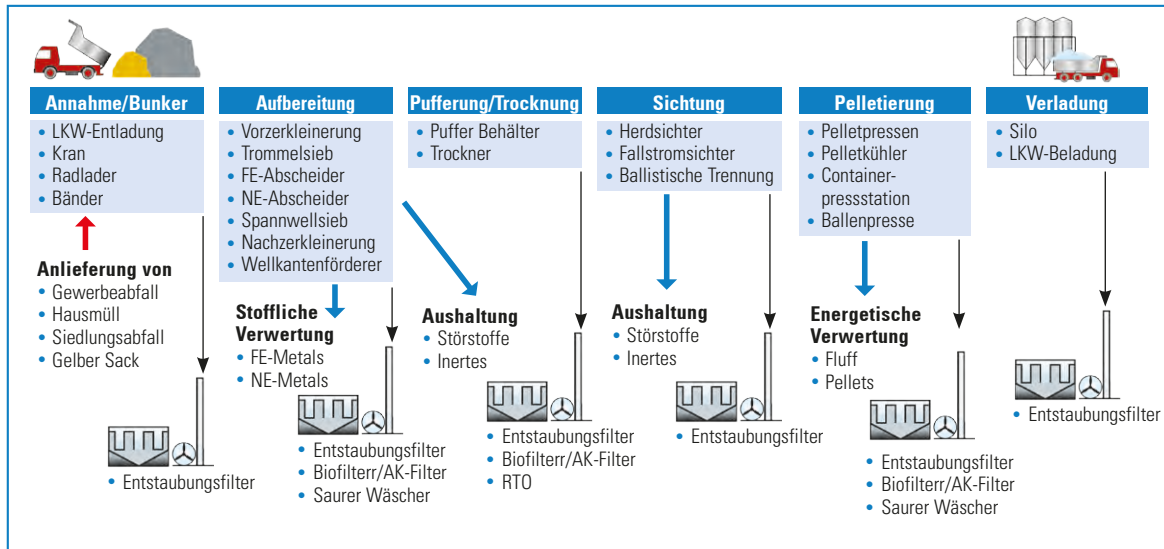 Annahme/Bunker
• LKW-Entladung
• Kran
• Radlader
• Bänder
Anlieferung von
• Gewerbeabfall
• Hausmüll
• Siedlungsabfall
• Gelber Sack
• Entstaubungsfilter
Aufbereitung
• Vorzerkleinerung
• Trommelsieb
• FE-Abscheider
• NE-Abscheider
• Spannwellsieb
• Nachzerkleinerung
• Wellkantenförderer
Stoffliche
Verwertung
• FE-Metals
• NE-Metals
• Entstaubungsfilter
• Biofilterr/AK-Filter
• Saurer Wäscher
Pufferung/Trocknung
• Puffer Behälter
• Trockner
Aushaltung
• Störstoffe
• Inertes
• Entstaubungsfilter
• Biofilterr/AK-Filter
• RTO
Sichtung
• Herdsichter
• Fallstromsichter
• Ballistische Trennung
Aushaltung
• Störstoffe
• Inertes
• Entstaubungsfilter
Pelletierung
• Pelletpressen
• Pelletkühler
• Container-
pressstation
• Ballenpresse
Energetische
Verwertung
• Fluff
• Pellets
• Entstaubungsfilter
• Biofilterr/AK-Filter
• Saurer Wäscher
Verladung
• Silo
• LKW-Beladung
• Entstaubungsfilter